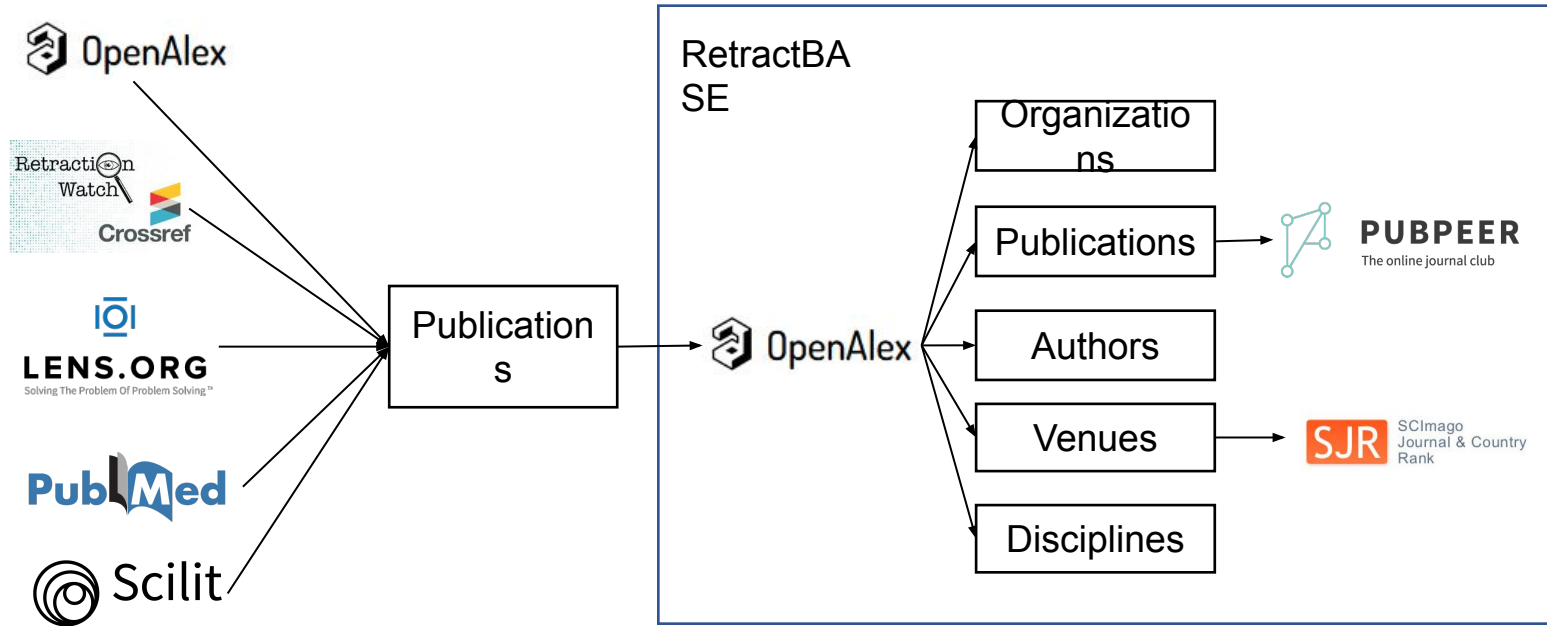 OpenAlex
Retraction
Watch
Crossref
LENS.ORG
Solving The Problem Of Problem Solving™
PubMed
Scilit
Publication
s
RetractBA
SE
OpenAlex
Organizatio
ns
Publications
Authors
Venues
Disciplines
PUBPEER
The online journal club
SJR
SCImago
Journal & Country
Rank